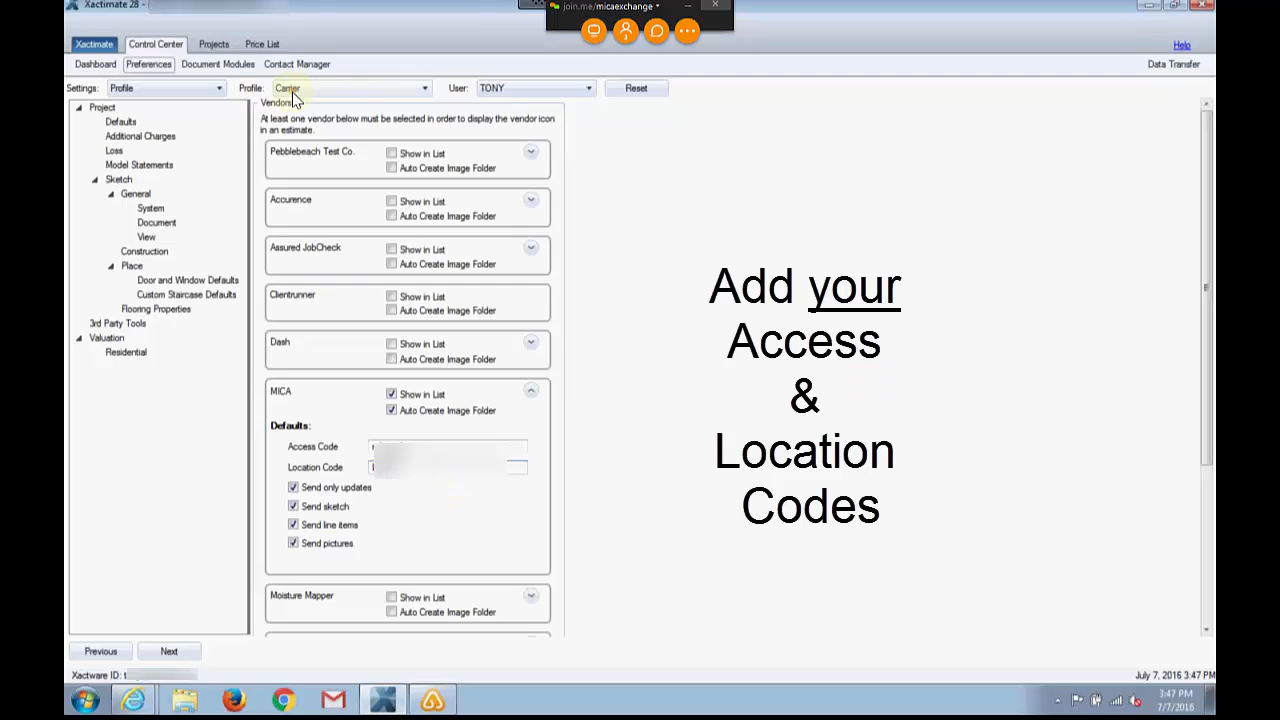 Xactimate 28 -
join.me/micaexchange
Xactimate Control Center Projects Price List
Help
Dashboard Preferences Document Modules Contact Manager Data Transfer
Settings: Profile Profile: Carrier User: TONY Reset
Project
Defaults
Additional Charges
Loss
Model Statements
Sketch
General
System
Document
View
Construction
Place
Door and Window Defaults
Custom Staircase Defaults
Flooring Properties
3rd Party Tools
Valuation
Residential
Vendors
At least one vendor below must be selected in order to display the vendor icon
in an estimate.
Pebblebeach Test Co. Show in List
Auto Create Image Folder
Accurence Show in List
Auto Create Image Folder
Assured JobCheck Show in List
Auto Create Image Folder
Clientrunner Show in List
Auto Create Image Folder
Dash Show in List
Auto Create Image Folder
MICA Show in List
Auto Create Image Folder
Defaults:
Access Code
Location Code
Send only updates
Send sketch
Send line items
Send pictures
Moisture Mapper Show in List
Auto Create Image Folder
Add your
Access
&
Location
Codes
Previous Next
Xactware ID:
July 7, 2016 3:47 PM
3:47 PM
7/7/2016